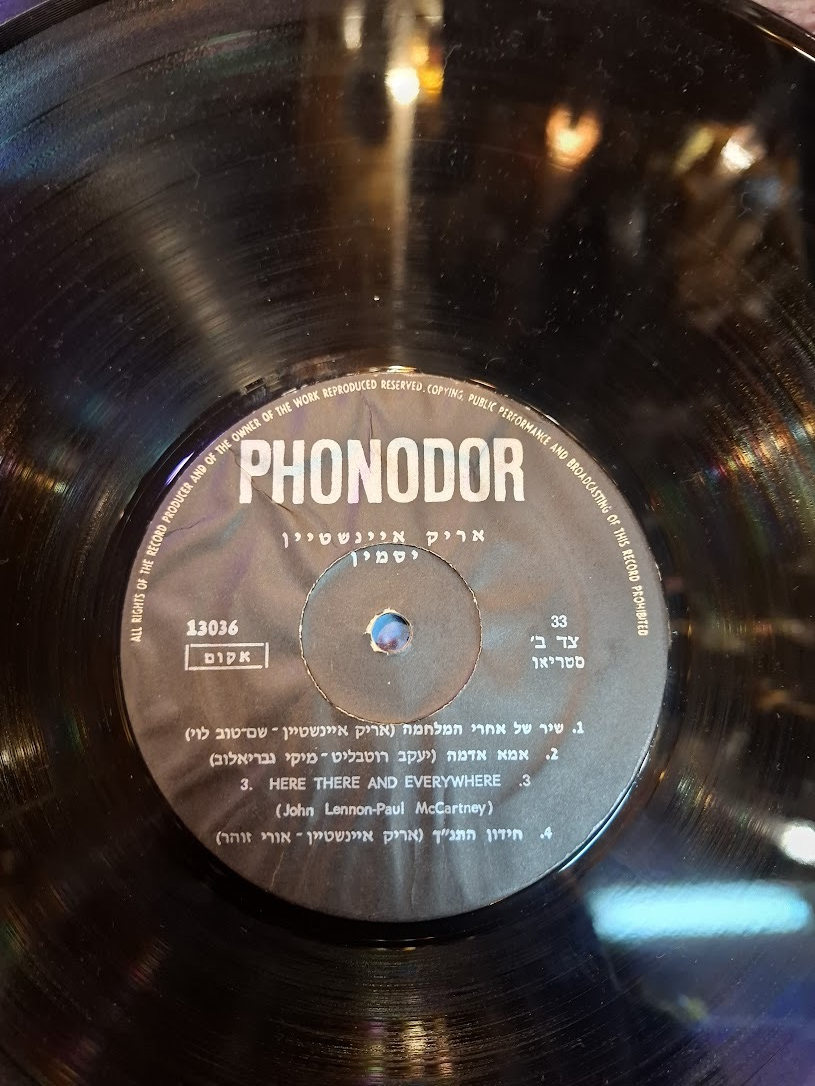 ALL RIGHTS OF THE RECORD PRODUCER AND OF THE OWNER OF THE WORK REPRODUCED RESERVED. COPYING, PUBLIC PERFORMANCE AND BROADCASTING OF THIS RECORD PROHIBITED
PHONODOR
אריק איינשטיין
יסמין
13036
אקום
33
צד ב׳
סטריאו
1. שיר של אחרי המלחמה (אריק איינשטיין - שם־טוב לוי)
2. אמא אדמה (יעקב רוטבליט - מיקי גבריאלוב)
3. HERE THERE AND EVERYWHERE .3
(John Lennon-Paul McCartney)
4. חידון התנ״ך (אריק איינשטיין - אורי זוהר)